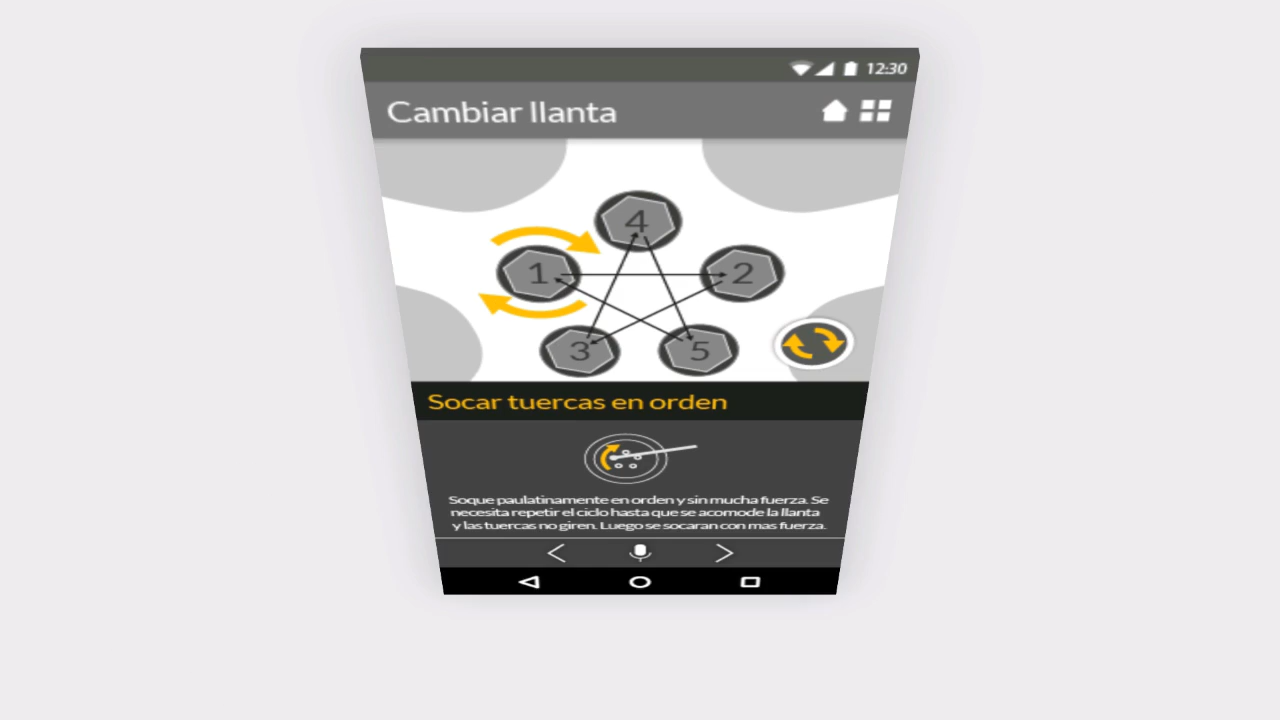 12:30
Cambiar llanta
4
1
2
3
5
Socar tuercas en orden
Soque paulatinamente en orden y sin mucha fuerza. Se
necesita repetir el ciclo hasta que se acomode la llanta
y las tuercas no giren. Luego se socaran con mas fuerza.